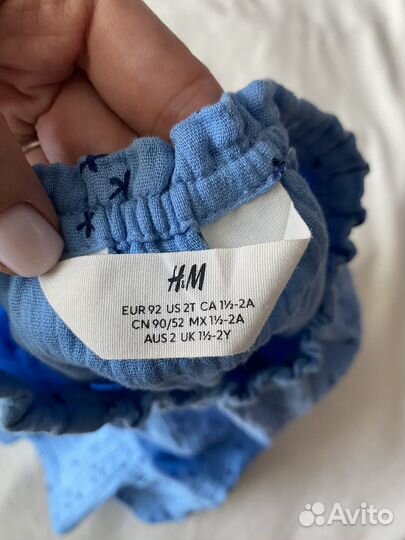 H&M
EUR 92 US 2T CA 1½-2A
CN 90/52 MX 1½-2A
AUS 2 UK 1½-2Y
Avito